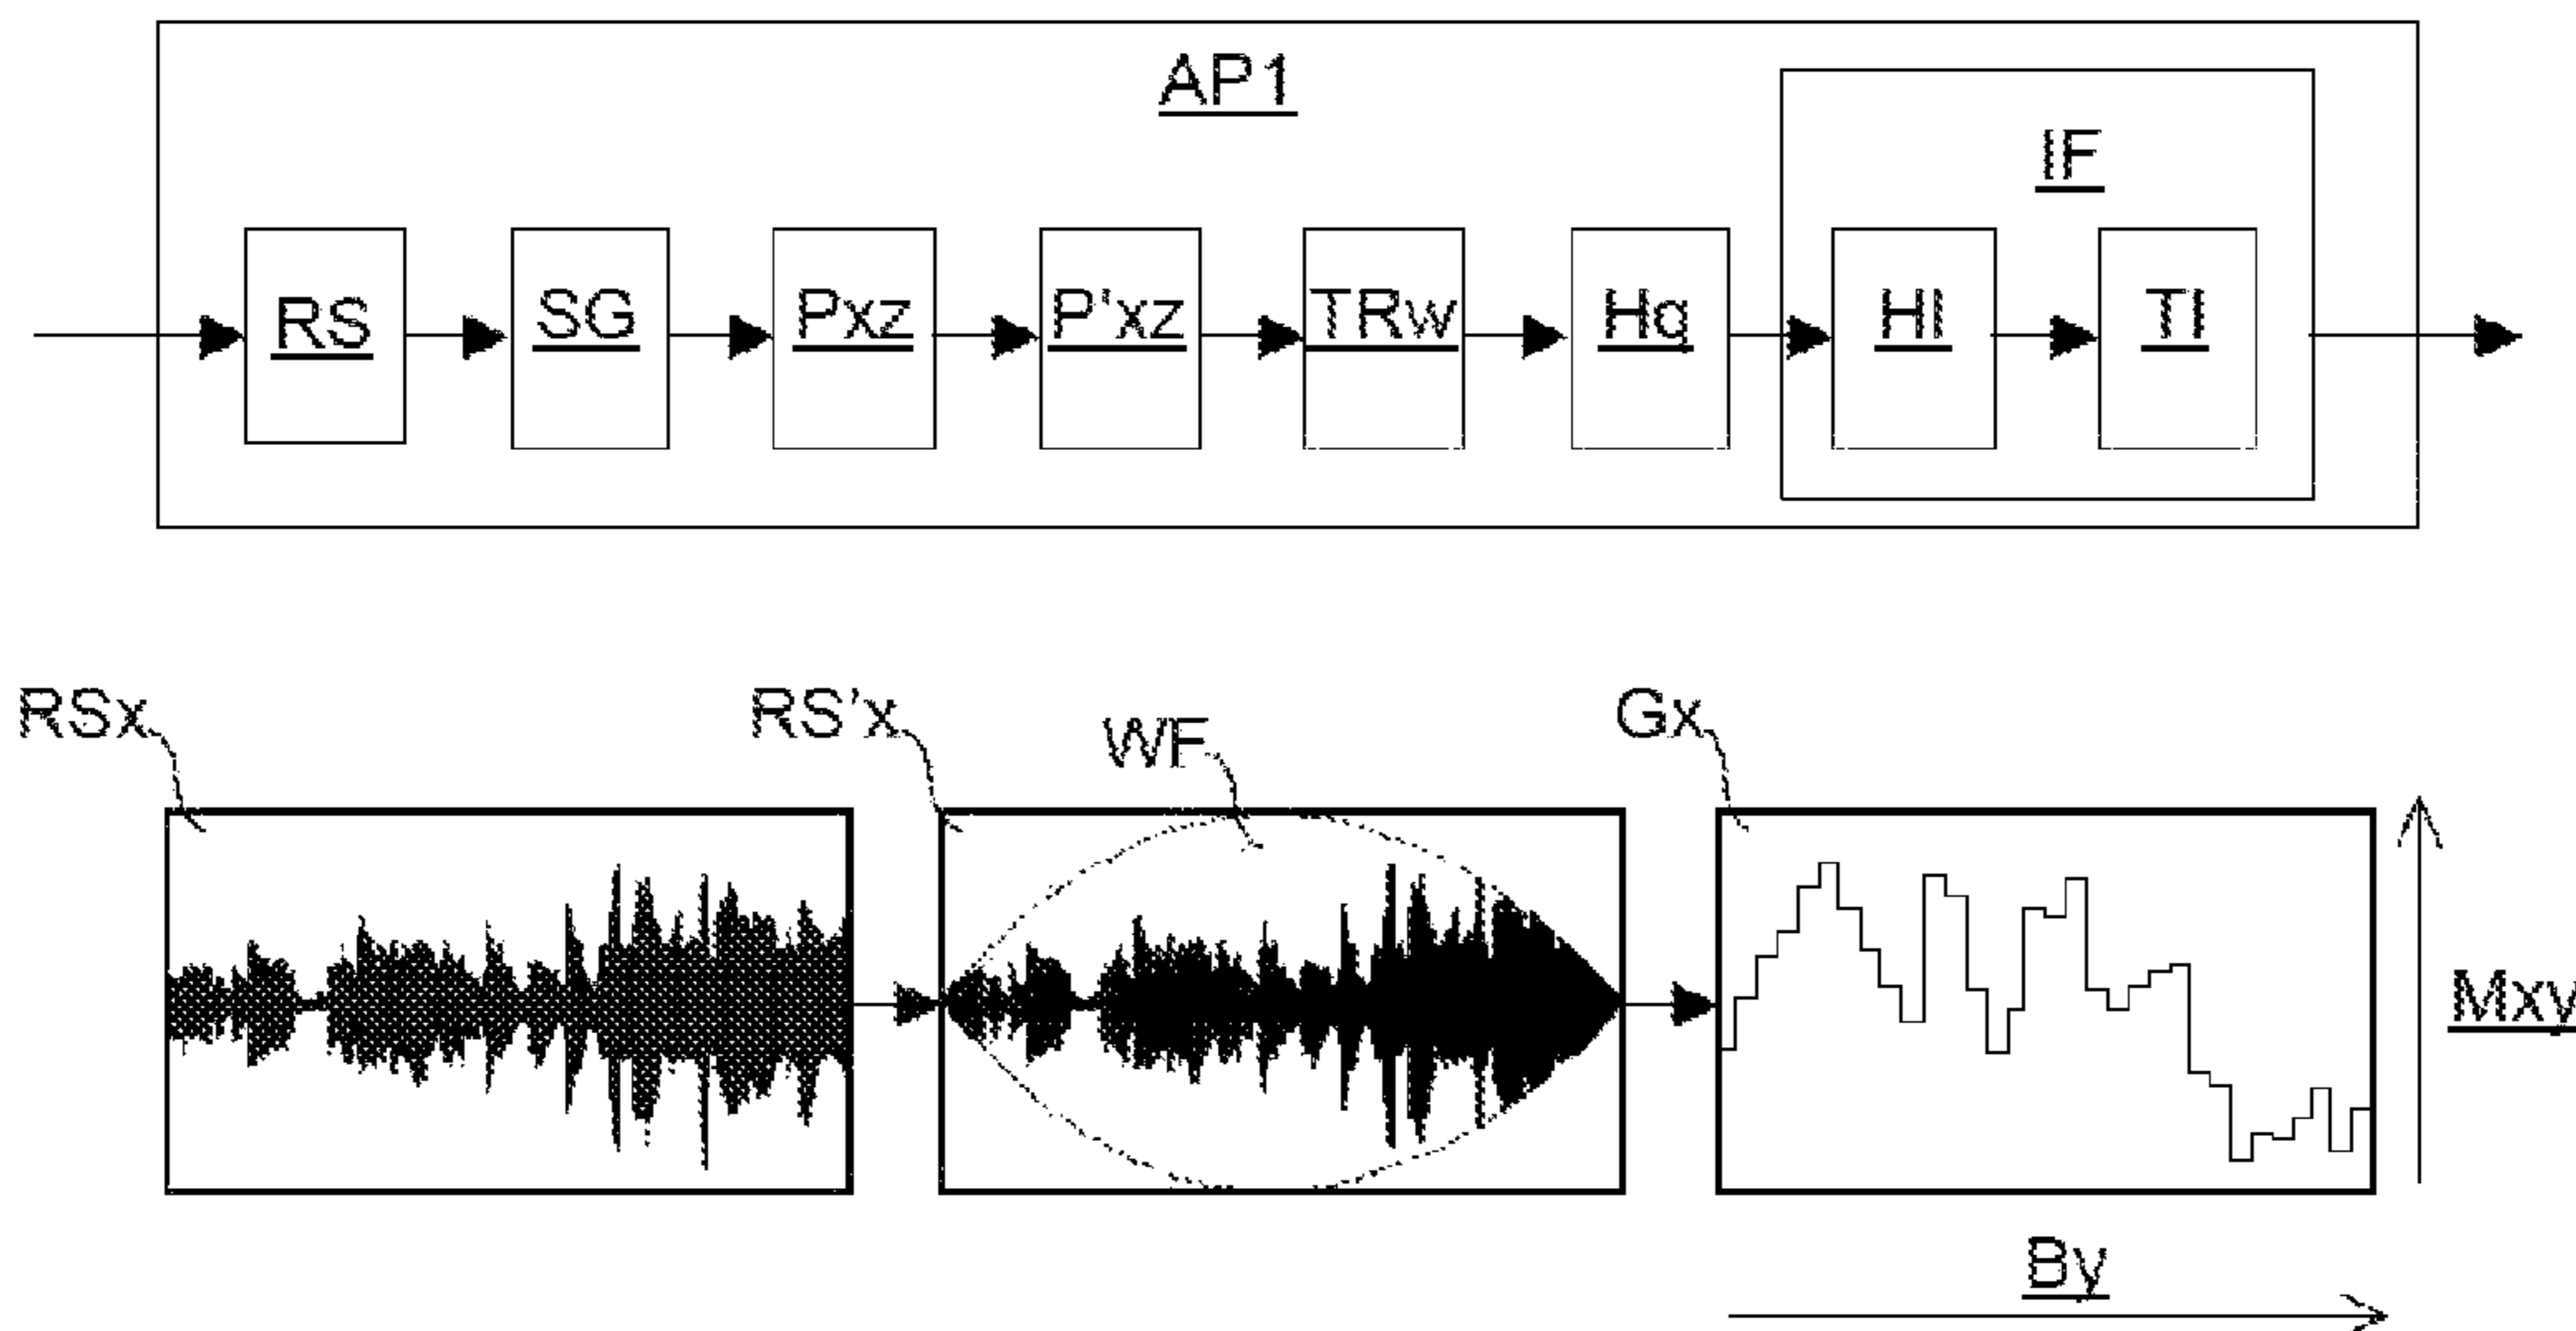 AP1
IF
RS SG Pxz P'xz TRw Hq HI TI
RSx RS'x WF Gx
Mxy
By